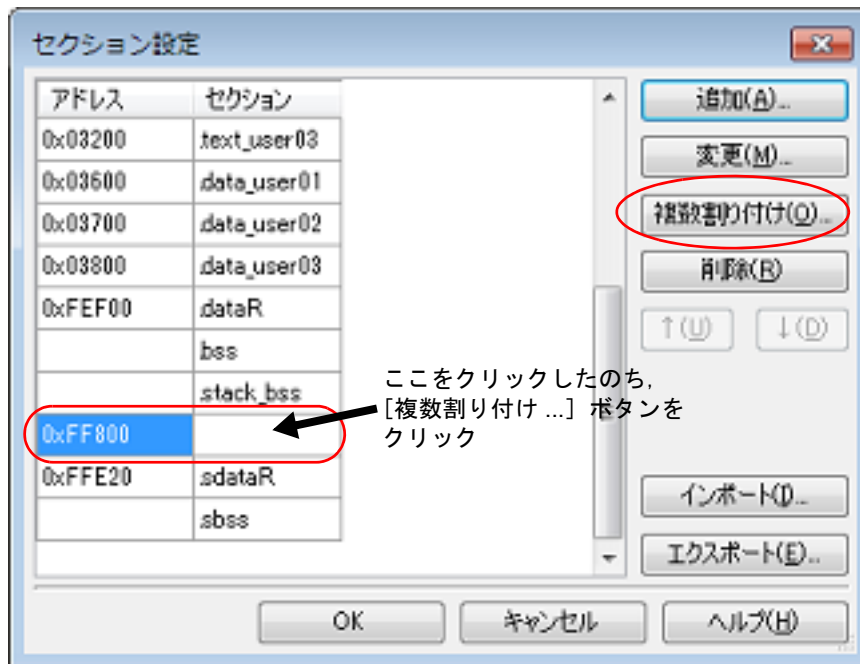 セクション設定
アドレス セクション
0x03200 .text_user03
0x03600 .data_user01
0x03700 .data_user02
0x03800 .data_user03
0xFEF00 .dataR
.bss
.stack_bss
0xFF800
0xFFE20 .sdataR
.sbss
追加(A)...
変更(M)...
複数割り付け(O)...
削除(R)
↑(U) ↓(D)
ここをクリックしたのち,
[複数割り付け ...] ボタンを
クリック
インポート(I)...
エクスポート(E)...
OK キャンセル ヘルプ(H)